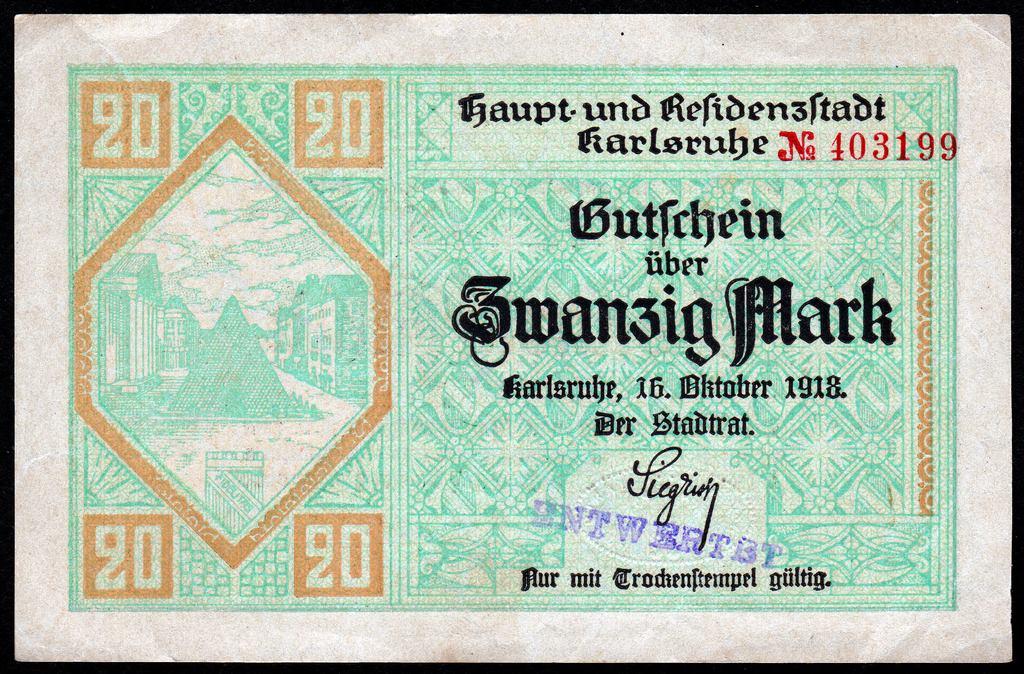 20 20
Haupt- und Reſidenzſtadt
Karlsruhe № 403199
Gutſchein
über
Zwanzig Mark
Karlsruhe, 16. Oktober 1918.
Der Stadtrat.
Siegriſt
ENTWERTET
20 20
Nur mit Trockenſtempel gültig.